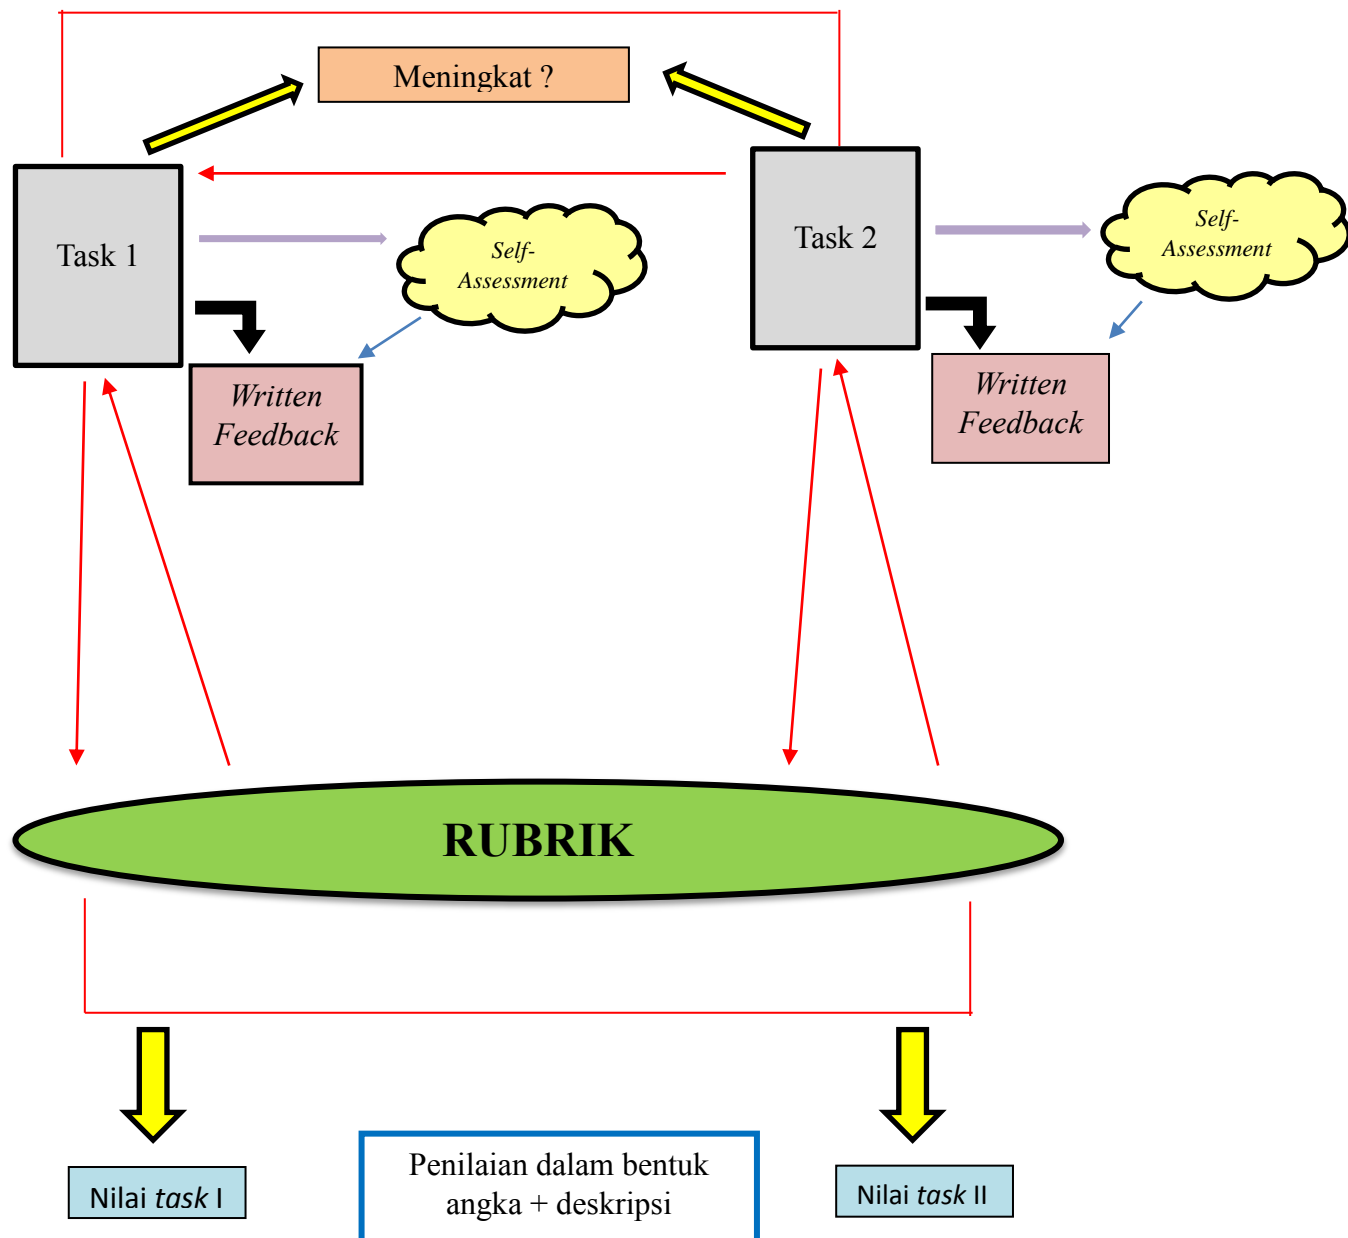 Meningkat ?
Task 1
Task 2
Self-
Assessment
Self-
Assessment
Written
Feedback
Written
Feedback
RUBRIK
Nilai task I
Penilaian dalam bentuk
angka + deskripsi
Nilai task II